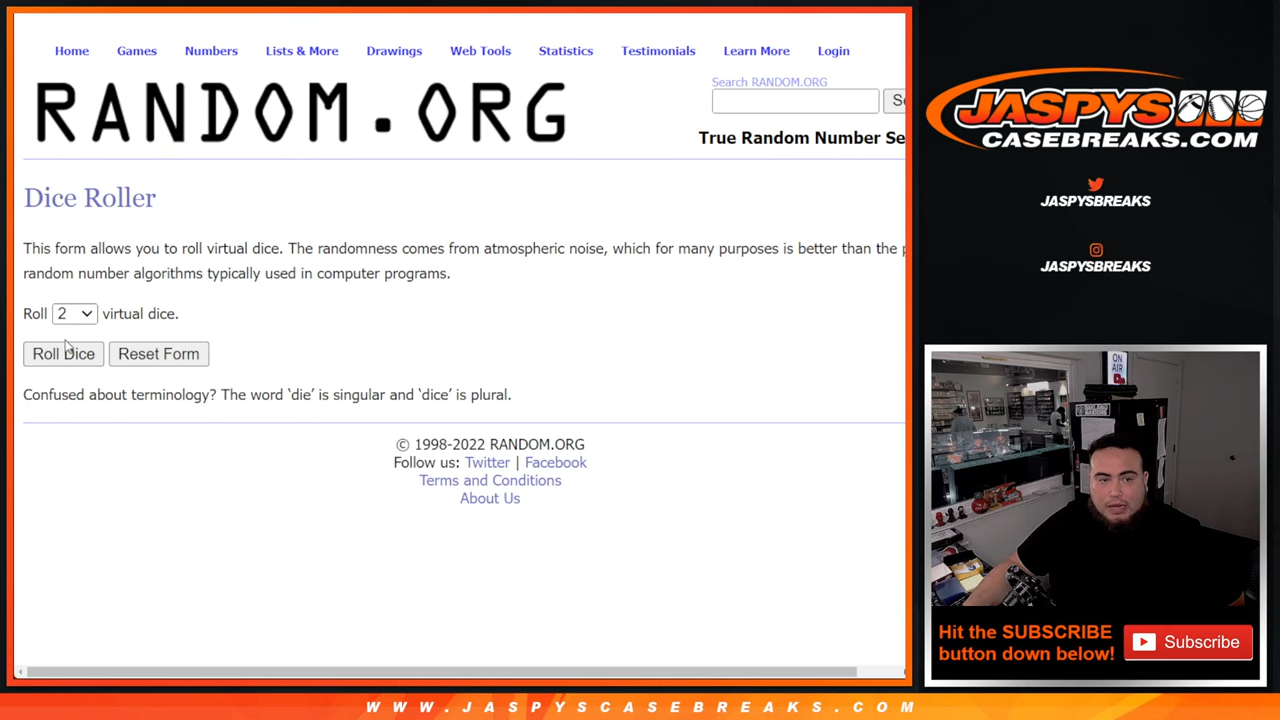 Home Games Numbers Lists & More Drawings Web Tools Statistics Testimonials Learn More Login
RANDOM.ORG
Search RANDOM.ORG
True Random Number Se
Dice Roller
This form allows you to roll virtual dice. The randomness comes from atmospheric noise, which for many purposes is better than the p
random number algorithms typically used in computer programs.
Roll 2 virtual dice.
Roll Dice Reset Form
Confused about terminology? The word ‘die’ is singular and ‘dice’ is plural.
© 1998-2022 RANDOM.ORG
Follow us: Twitter | Facebook
Terms and Conditions
About Us
JASPYS
CASEBREAKS.COM
JASPYSBREAKS
JASPYSBREAKS
ON
AIR
Hit the SUBSCRIBE
button down below!
Subscribe
WWW.JASPYSCASEBREAKS.COM